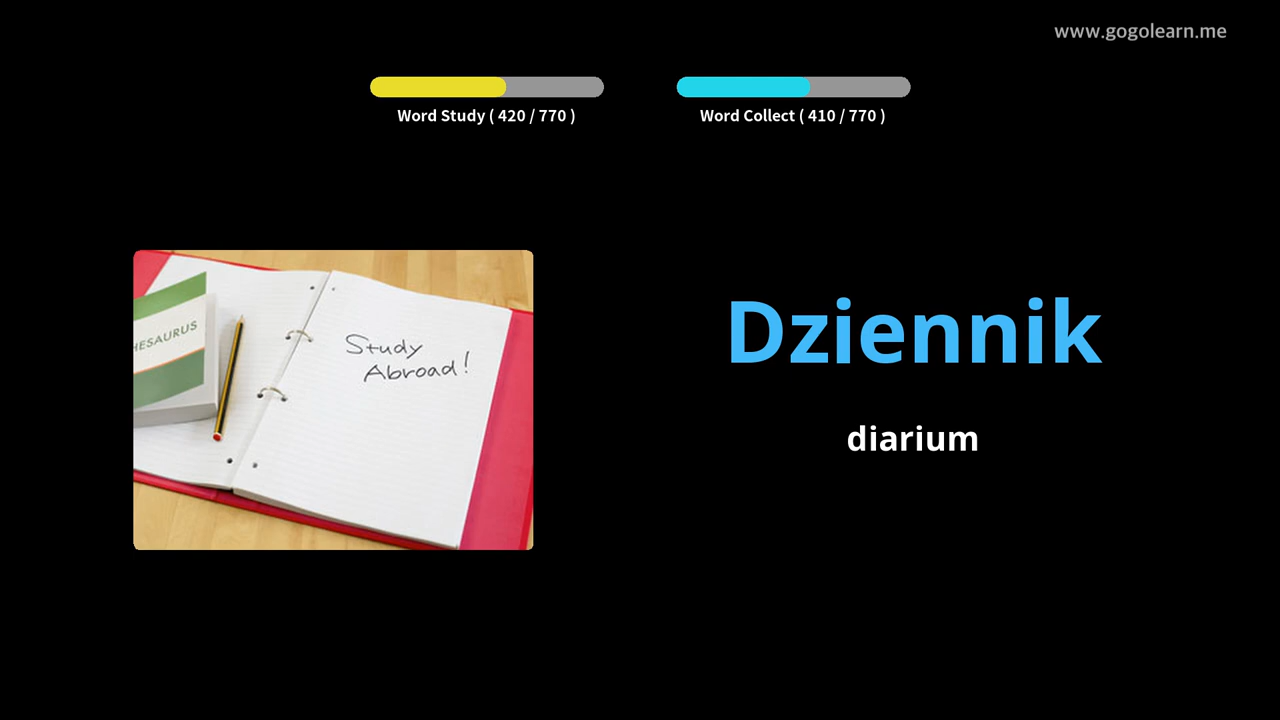 www.gogolearn.me
Word Study ( 420 / 770 )
Word Collect ( 410 / 770 )
HESAURUS
Study
Abroad!
Dziennik
diarium